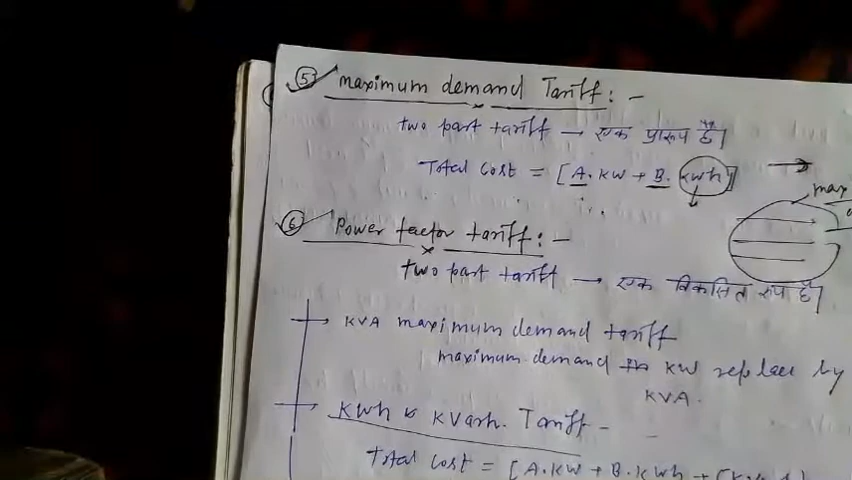 ⑤ maximum demand Tariff: -
two part tariff → एक प्रारूप है।
Total cost = [A. KW + B. kwh] →
max
⑥ Power factor tariff: -
two part tariff → एक विकसित रूप है।
KVA maximum demand tariff
maximum demand in KW replace by
KVA.
Kwh & KVarh. Tariff -
Total cost = [A.KW + B.KWh +